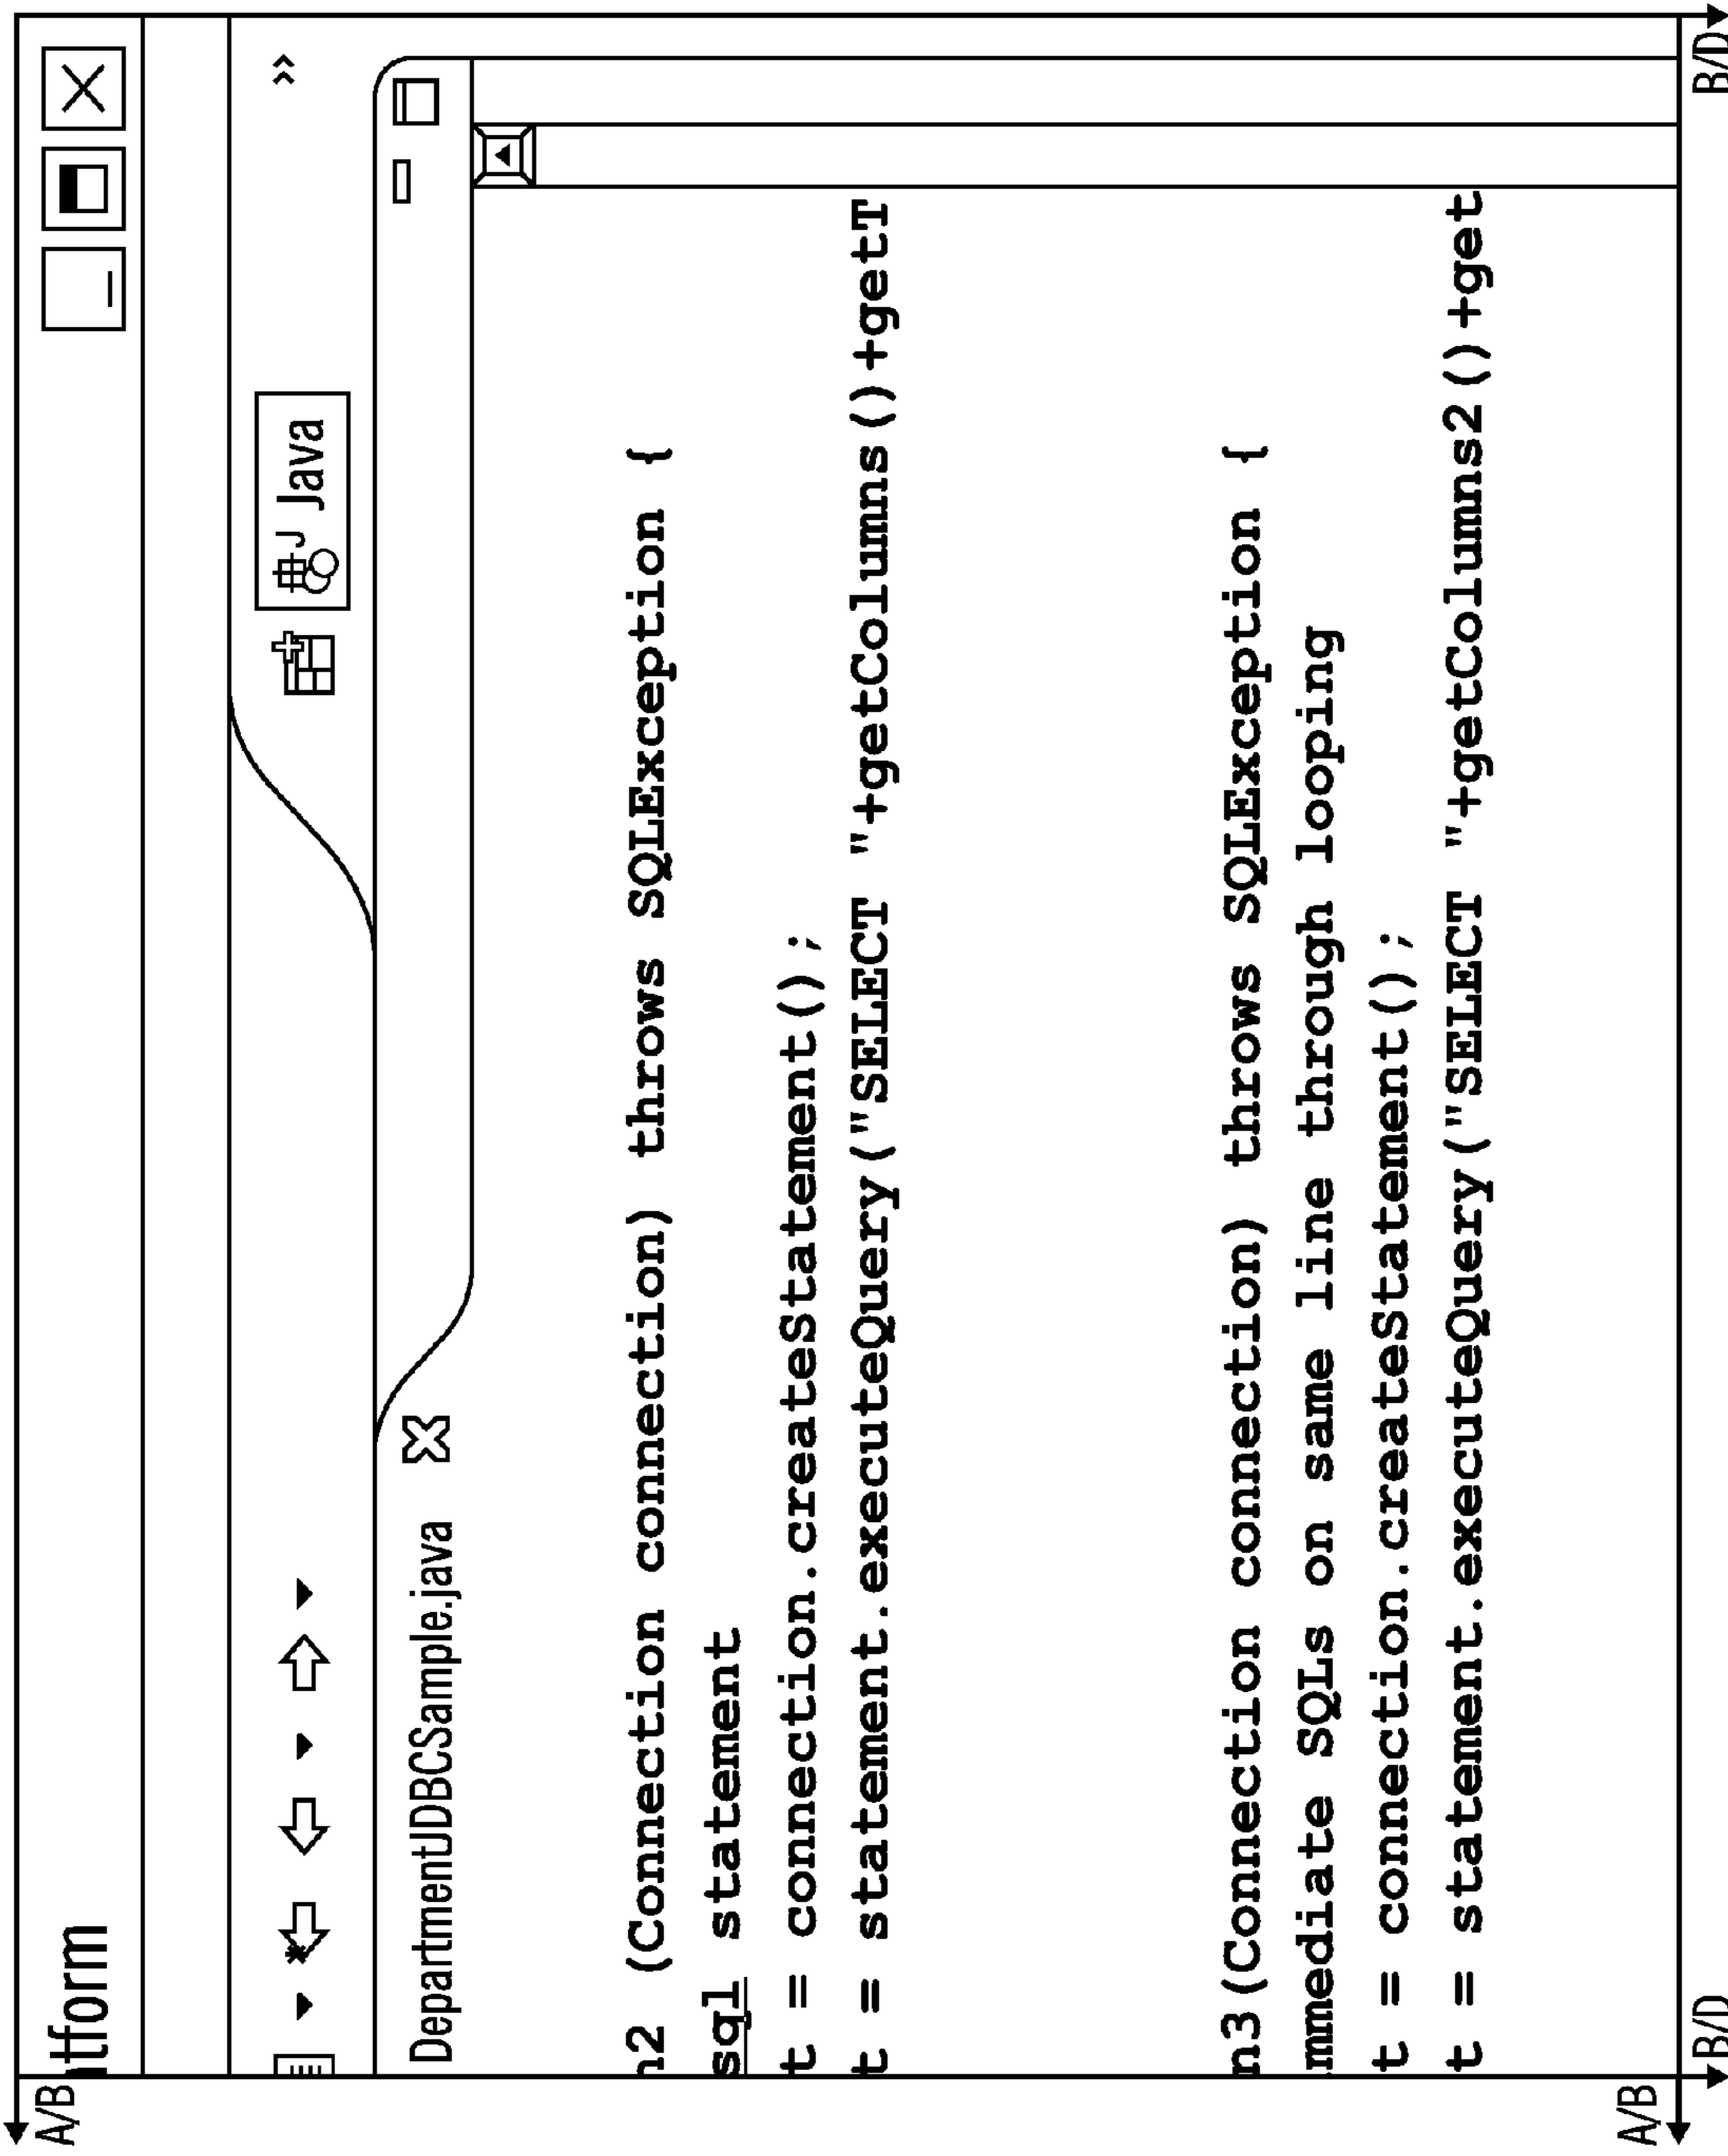 A/B
atform
# J Java
»
DepartmentJDBCSample.java
n2 (Connection connection) throws SQLException {
sql statement
t = connection.createStatement();
t = statement.executeQuery("SELECT "+getColumns()+getT
n3(Connection connection) throws SQLException {
mmediate SQLs on same line through looping
t = connection.createStatement();
t = statement.executeQuery("SELECT "+getColumns2()+get
A/B
B/D
B/D